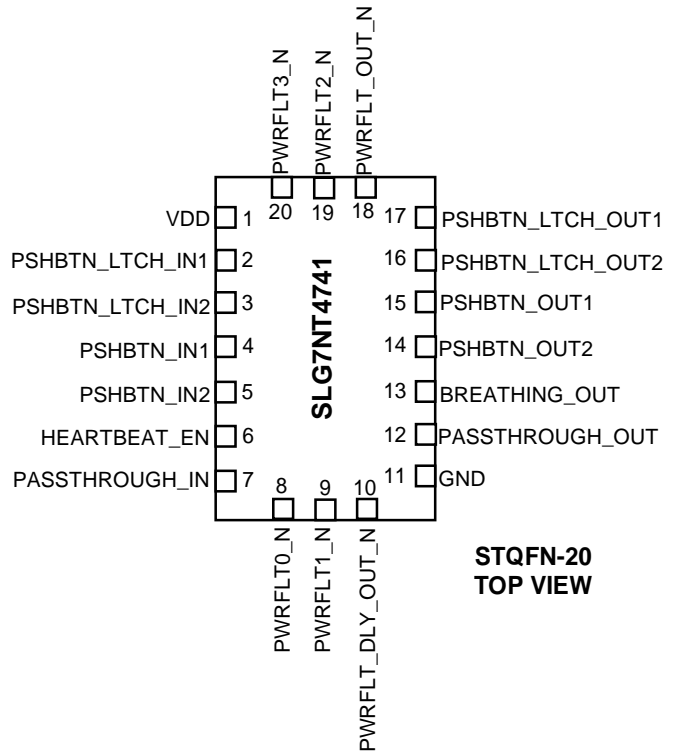 PWRFLT3_N
PWRFLT2_N
PWRFLT_OUT_N
20
19
18
VDD 1
PSHBTN_LTCH_IN1 2
PSHBTN_LTCH_IN2 3
PSHBTN_IN1 4
PSHBTN_IN2 5
HEARTBEAT_EN 6
PASSTHROUGH_IN 7
SLG7NT4741
17 PSHBTN_LTCH_OUT1
16 PSHBTN_LTCH_OUT2
15 PSHBTN_OUT1
14 PSHBTN_OUT2
13 BREATHING_OUT
12 PASSTHROUGH_OUT
11 GND
8
9
10
PWRFLT0_N
PWRFLT1_N
PWRFLT_DLY_OUT_N
STQFN-20
TOP VIEW